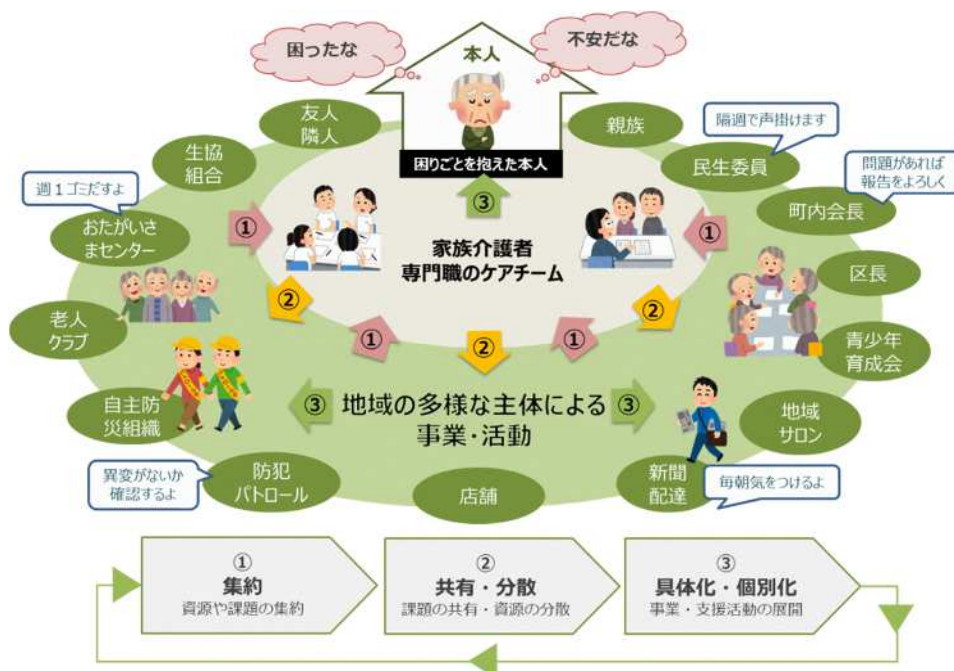 困ったな
不安だな
本人
困りごとを抱えた本人
友人
隣人
親族
生協
組合
民生委員
隔週で声掛けます
週1ゴミだすよ
問題があれば
報告をよろしく
おたがいさ
まセンター
町内会長
①
③
①
家族介護者
専門職のケアチーム
区長
②
②
老人
クラブ
①
②
①
青少年
育成会
自主防
災組織
③
地域の多様な主体による
事業・活動
③
地域
サロン
異変がないか
確認するよ
防犯
パトロール
店舗
新聞
配達
毎朝気をつけるよ
①
集約
資源や課題の集約
②
共有・分散
課題の共有・資源の分散
③
具体化・個別化
事業・支援活動の展開